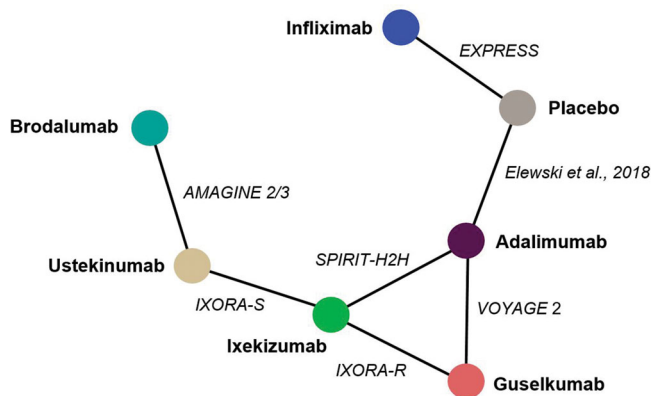 Infliximab
EXPRESS
Placebo
Brodalumab
Elewski et al., 2018
AMAGINE 2/3
Adalimumab
SPIRIT-H2H
Ustekinumab
IXORA-S
VOYAGE 2
Ixekizumab
IXORA-R
Guselkumab